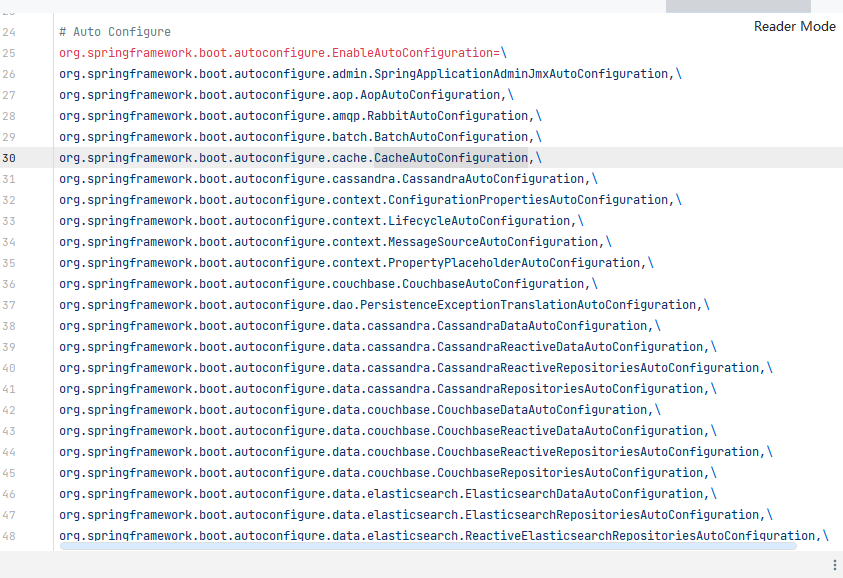 Reader Mode
24 # Auto Configure
25 org.springframework.boot.autoconfigure.EnableAutoConfiguration=\
26 org.springframework.boot.autoconfigure.admin.SpringApplicationAdminJmxAutoConfiguration,\
27 org.springframework.boot.autoconfigure.aop.AopAutoConfiguration,\
28 org.springframework.boot.autoconfigure.amqp.RabbitAutoConfiguration,\
29 org.springframework.boot.autoconfigure.batch.BatchAutoConfiguration,\
30 org.springframework.boot.autoconfigure.cache.CacheAutoConfiguration,\
31 org.springframework.boot.autoconfigure.cassandra.CassandraAutoConfiguration,\
32 org.springframework.boot.autoconfigure.context.ConfigurationPropertiesAutoConfiguration,\
33 org.springframework.boot.autoconfigure.context.LifecycleAutoConfiguration,\
34 org.springframework.boot.autoconfigure.context.MessageSourceAutoConfiguration,\
35 org.springframework.boot.autoconfigure.context.PropertyPlaceholderAutoConfiguration,\
36 org.springframework.boot.autoconfigure.couchbase.CouchbaseAutoConfiguration,\
37 org.springframework.boot.autoconfigure.dao.PersistenceExceptionTranslationAutoConfiguration,\
38 org.springframework.boot.autoconfigure.data.cassandra.CassandraDataAutoConfiguration,\
39 org.springframework.boot.autoconfigure.data.cassandra.CassandraReactiveDataAutoConfiguration,\
40 org.springframework.boot.autoconfigure.data.cassandra.CassandraReactiveRepositoriesAutoConfiguration,\
41 org.springframework.boot.autoconfigure.data.cassandra.CassandraRepositoriesAutoConfiguration,\
42 org.springframework.boot.autoconfigure.data.couchbase.CouchbaseDataAutoConfiguration,\
43 org.springframework.boot.autoconfigure.data.couchbase.CouchbaseReactiveDataAutoConfiguration,\
44 org.springframework.boot.autoconfigure.data.couchbase.CouchbaseReactiveRepositoriesAutoConfiguration,\
45 org.springframework.boot.autoconfigure.data.couchbase.CouchbaseRepositoriesAutoConfiguration,\
46 org.springframework.boot.autoconfigure.data.elasticsearch.ElasticsearchDataAutoConfiguration,\
47 org.springframework.boot.autoconfigure.data.elasticsearch.ElasticsearchRepositoriesAutoConfiguration,\
48 org.springframework.boot.autoconfigure.data.elasticsearch.ReactiveElasticsearchRepositoriesAutoConfiguration,\